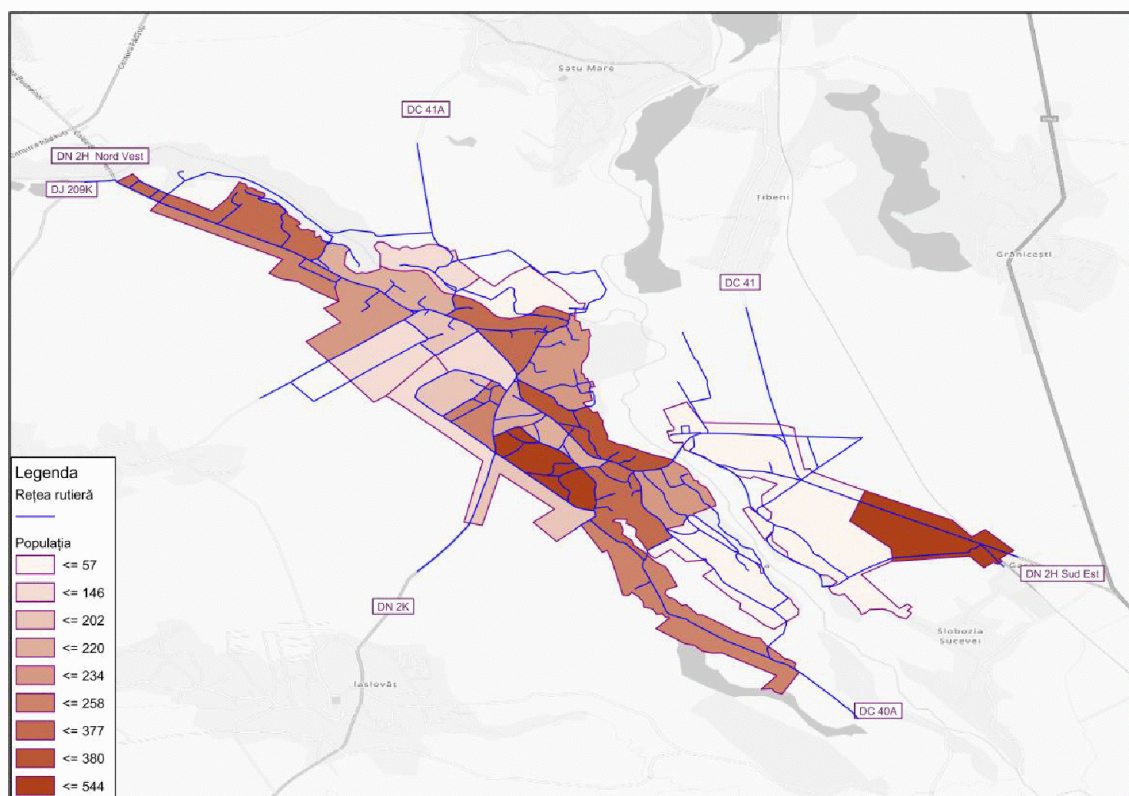 Satu Mare
DC 41A
DN 2H Nord Vest
DJ 209K
Țibeni
Grănicești
DC 41
Legenda
Rețea rutieră
Populația
<= 57
<= 146
<= 202
<= 220
<= 234
<= 258
<= 377
<= 380
<= 544
DN 2H Sud Est
DN 2K
Slobozia
Sucevei
Iaslovăț
DC 40A